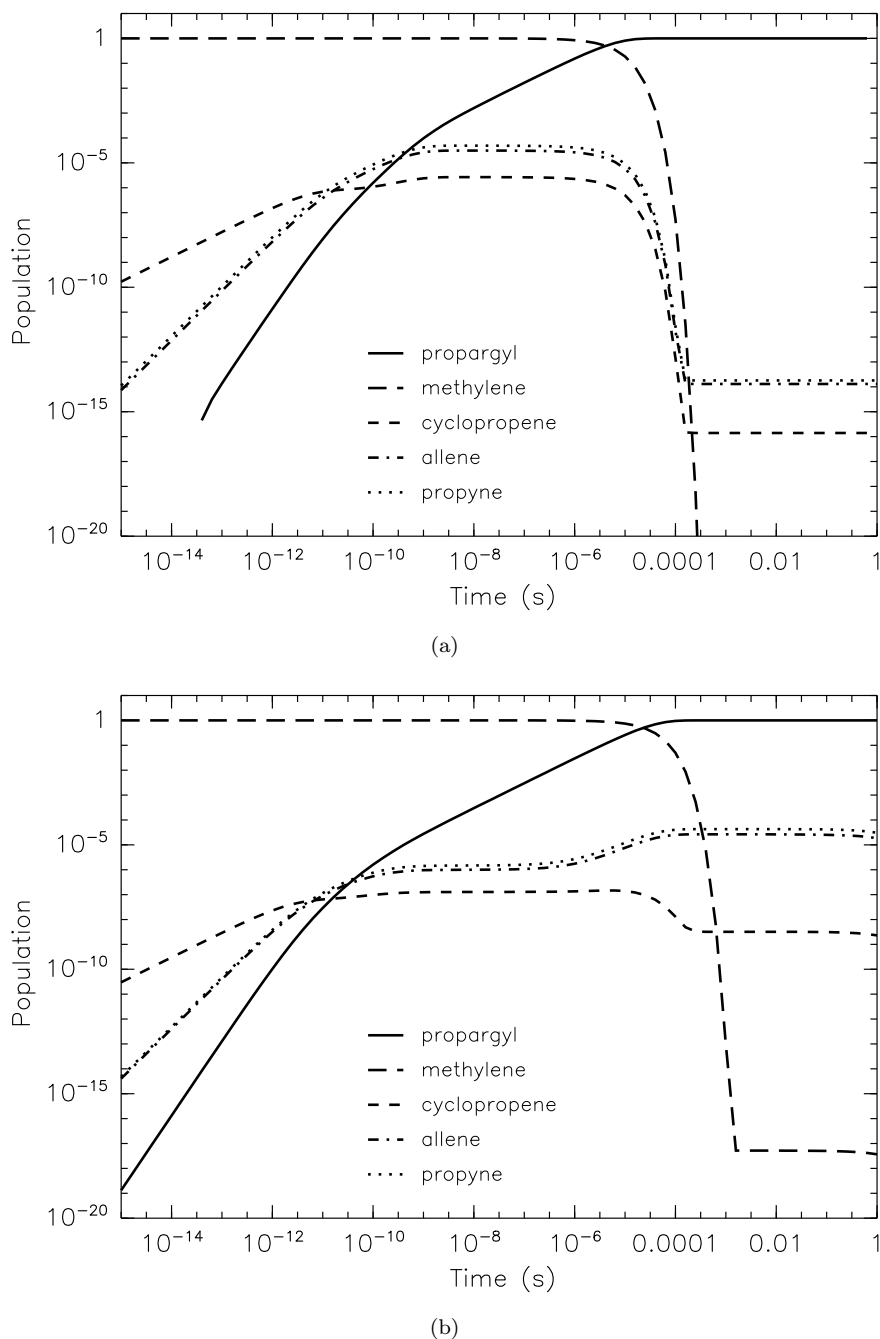 1
10⁻⁵
10⁻¹⁰
10⁻¹⁵
10⁻²⁰
Population
propargyl
methylene
cyclopropene
allene
propyne
10⁻¹⁴ 10⁻¹² 10⁻¹⁰ 10⁻⁸ 10⁻⁶ 0.0001 0.01 1
Time (s)
(a)
1
10⁻⁵
10⁻¹⁰
10⁻¹⁵
10⁻²⁰
Population
propargyl
methylene
cyclopropene
allene
propyne
10⁻¹⁴ 10⁻¹² 10⁻¹⁰ 10⁻⁸ 10⁻⁶ 0.0001 0.01 1
Time (s)
(b)